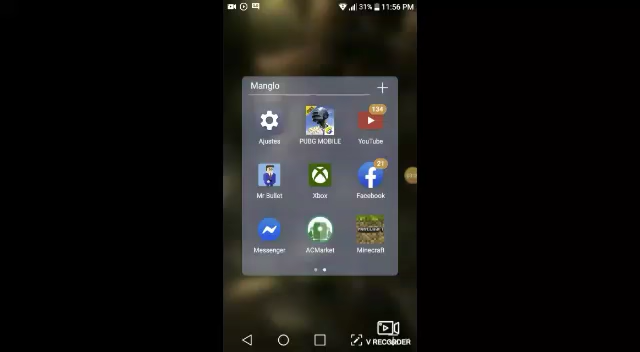 31% 11:56 PM
Manglo
134
Ajustes PUBG MOBILE YouTube
21
Mr Bullet Xbox Facebook
Messenger ACMarket Minecraft
V RECORDER